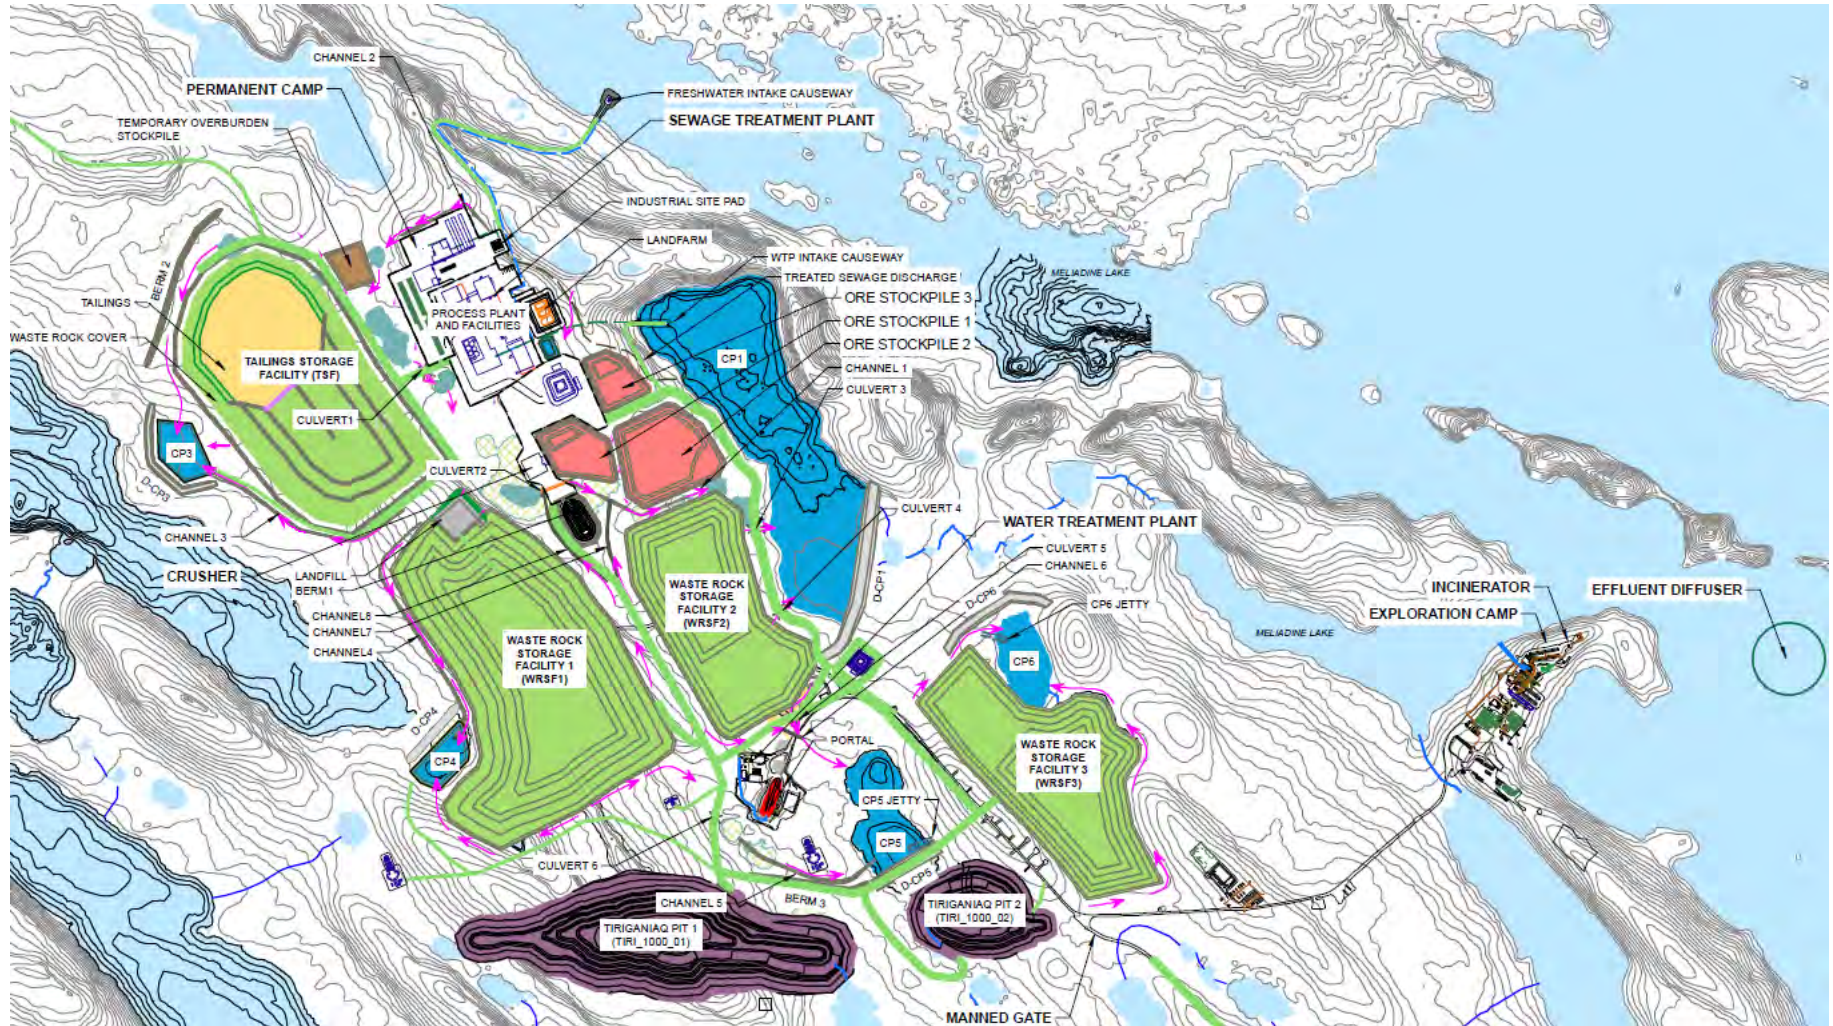 CHANNEL 2
PERMANENT CAMP
FRESHWATER INTAKE CAUSEWAY
SEWAGE TREATMENT PLANT
TEMPORARY OVERBURDEN
STOCKPILE
INDUSTRIAL SITE PAD
LANDFARM
WTP INTAKE CAUSEWAY
TREATED SEWAGE DISCHARGE
MELIADINE LAKE
BERM 2
ORE STOCKPILE 3
TAILINGS
PROCESS PLANT
AND FACILITIES
ORE STOCKPILE 1
WASTE ROCK COVER
ORE STOCKPILE 2
TAILINGS STORAGE
FACILITY (TSF)
CP1
CHANNEL 1
CULVERT 3
CULVERT1
CP3
CULVERT2
D-CP3
CULVERT 4
WATER TREATMENT PLANT
CHANNEL 3
CULVERT 5
CHANNEL 6
CRUSHER
LANDFILL
BERM1
WASTE ROCK
STORAGE
FACILITY 2
(WRSF2)
D-CP1
D-CP6
CP6 JETTY
INCINERATOR
EFFLUENT DIFFUSER
EXPLORATION CAMP
CHANNEL8
CHANNEL7
CHANNEL4
WASTE ROCK
STORAGE
FACILITY 1
(WRSF1)
MELIADINE LAKE
CP6
D-CP4
CP4
PORTAL
WASTE ROCK
STORAGE
FACILITY 3
(WRSF3)
CP5 JETTY
CP5
CULVERT 6
D-CP5
CHANNEL 5
BERM 3
TIRIGANIAQ PIT 2
(TIRI_1000_02)
TIRIGANIAQ PIT 1
(TIRI_1000_01)
MANNED GATE